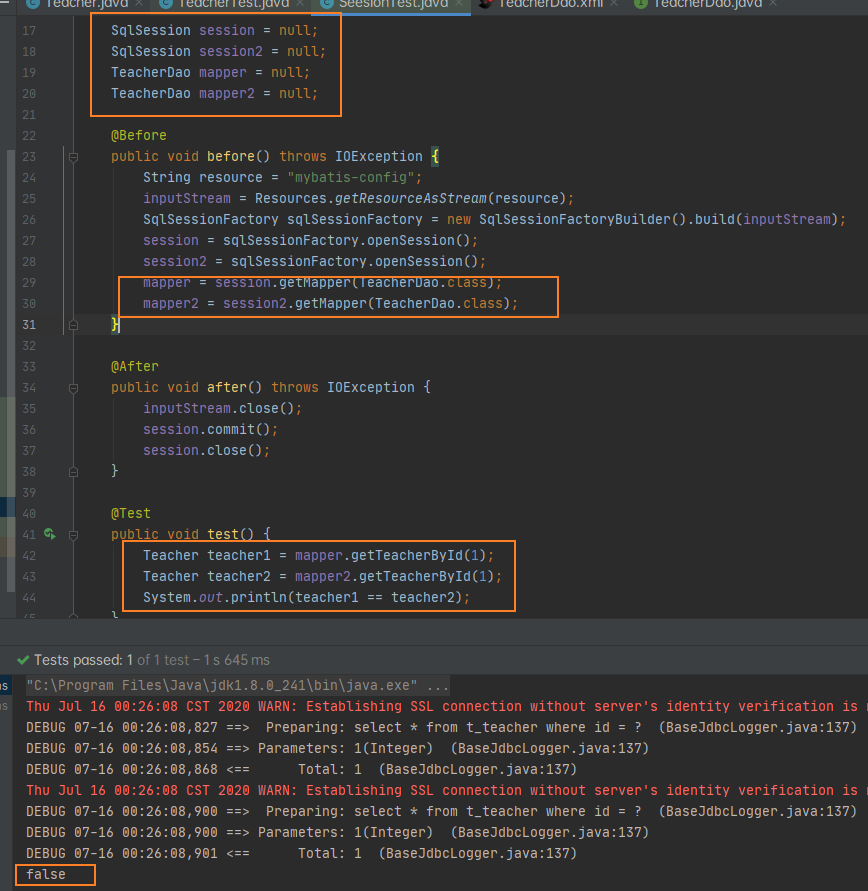 Teacher.java TeacherTest.java SeesionTest.java TeacherDao.xml TeacherDao.java
17 SqlSession session = null;
18 SqlSession session2 = null;
19 TeacherDao mapper = null;
20 TeacherDao mapper2 = null;
21
22 @Before
23 public void before() throws IOException {
24 String resource = "mybatis-config";
25 inputStream = Resources.getResourceAsStream(resource);
26 SqlSessionFactory sqlSessionFactory = new SqlSessionFactoryBuilder().build(inputStream);
27 session = sqlSessionFactory.openSession();
28 session2 = sqlSessionFactory.openSession();
29 mapper = session.getMapper(TeacherDao.class);
30 mapper2 = session2.getMapper(TeacherDao.class);
31 }
32
33 @After
34 public void after() throws IOException {
35 inputStream.close();
36 session.commit();
37 session.close();
38 }
39
40 @Test
41 public void test() {
42 Teacher teacher1 = mapper.getTeacherById(1);
43 Teacher teacher2 = mapper2.getTeacherById(1);
44 System.out.println(teacher1 == teacher2);
45 }
Tests passed: 1 of 1 test – 1 s 645 ms
ms "C:\Program Files\Java\jdk1.8.0_241\bin\java.exe" ...
ms Thu Jul 16 00:26:08 CST 2020 WARN: Establishing SSL connection without server's identity verification is
DEBUG 07-16 00:26:08,827 ==>  Preparing: select * from t_teacher where id = ?  (BaseJdbcLogger.java:137)
DEBUG 07-16 00:26:08,854 ==> Parameters: 1(Integer)  (BaseJdbcLogger.java:137)
DEBUG 07-16 00:26:08,868 <==      Total: 1  (BaseJdbcLogger.java:137)
Thu Jul 16 00:26:08 CST 2020 WARN: Establishing SSL connection without server's identity verification is
DEBUG 07-16 00:26:08,900 ==>  Preparing: select * from t_teacher where id = ?  (BaseJdbcLogger.java:137)
DEBUG 07-16 00:26:08,900 ==> Parameters: 1(Integer)  (BaseJdbcLogger.java:137)
DEBUG 07-16 00:26:08,901 <==      Total: 1  (BaseJdbcLogger.java:137)
false